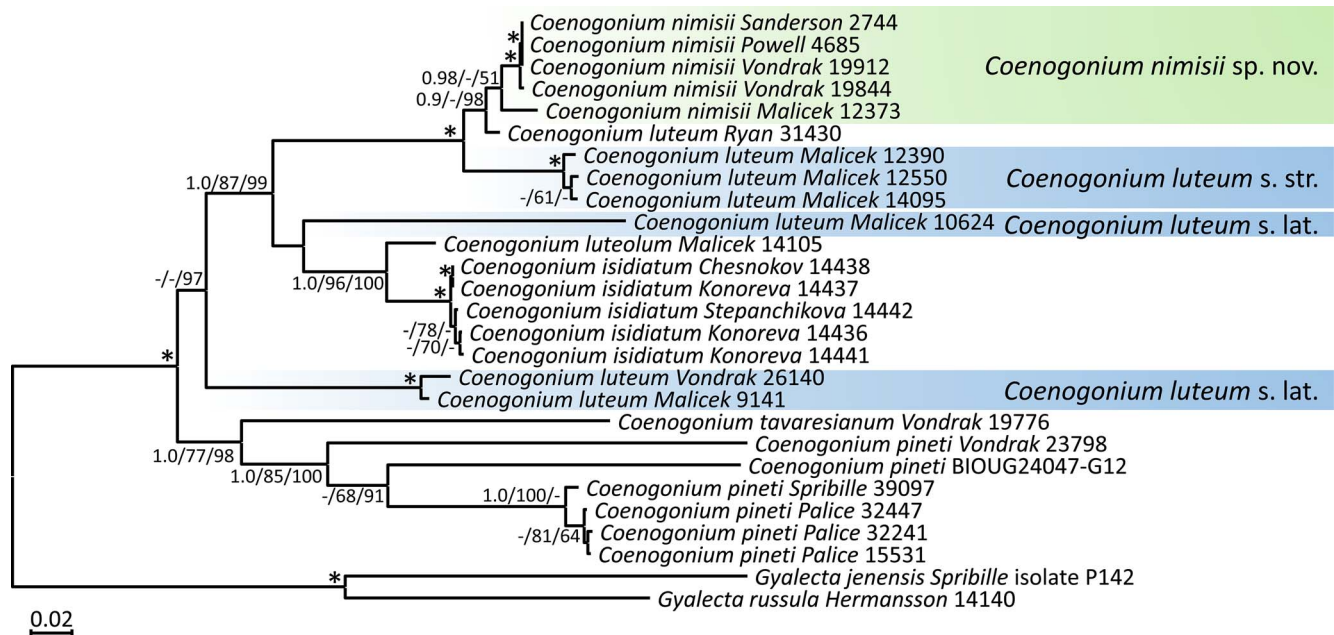 Coenogonium nimisii Sanderson 2744
*
Coenogonium nimisii Powell 4685
*
Coenogonium nimisii Vondrak 19912
Coenogonium nimisii sp. nov.
0.98/-/51
Coenogonium nimisii Vondrak 19844
0.9/-/98
Coenogonium nimisii Malicek 12373
*
Coenogonium luteum Ryan 31430
*
Coenogonium luteum Malicek 12390
1.0/87/99
Coenogonium luteum Malicek 12550
Coenogonium luteum s. str.
-/61/-
Coenogonium luteum Malicek 14095
Coenogonium luteum Malicek 10624
Coenogonium luteum s. lat.
Coenogonium luteolum Malicek 14105
*
Coenogonium isidiatum Chesnokov 14438
-/-/97
1.0/96/100
*
Coenogonium isidiatum Konoreva 14437
Coenogonium isidiatum Stepanchikova 14442
-/78/-
Coenogonium isidiatum Konoreva 14436
-/70/-
Coenogonium isidiatum Konoreva 14441
*
*
Coenogonium luteum Vondrak 26140
Coenogonium luteum Malicek 9141
Coenogonium luteum s. lat.
Coenogonium tavaresianum Vondrak 19776
1.0/77/98
Coenogonium pineti Vondrak 23798
1.0/85/100
Coenogonium pineti BIOUG24047-G12
-/68/91
1.0/100/-
Coenogonium pineti Spribille 39097
Coenogonium pineti Palice 32447
-/81/64
Coenogonium pineti Palice 32241
Coenogonium pineti Palice 15531
*
Gyalecta jenensis Spribille isolate P142
Gyalecta russula Hermansson 14140
0.02